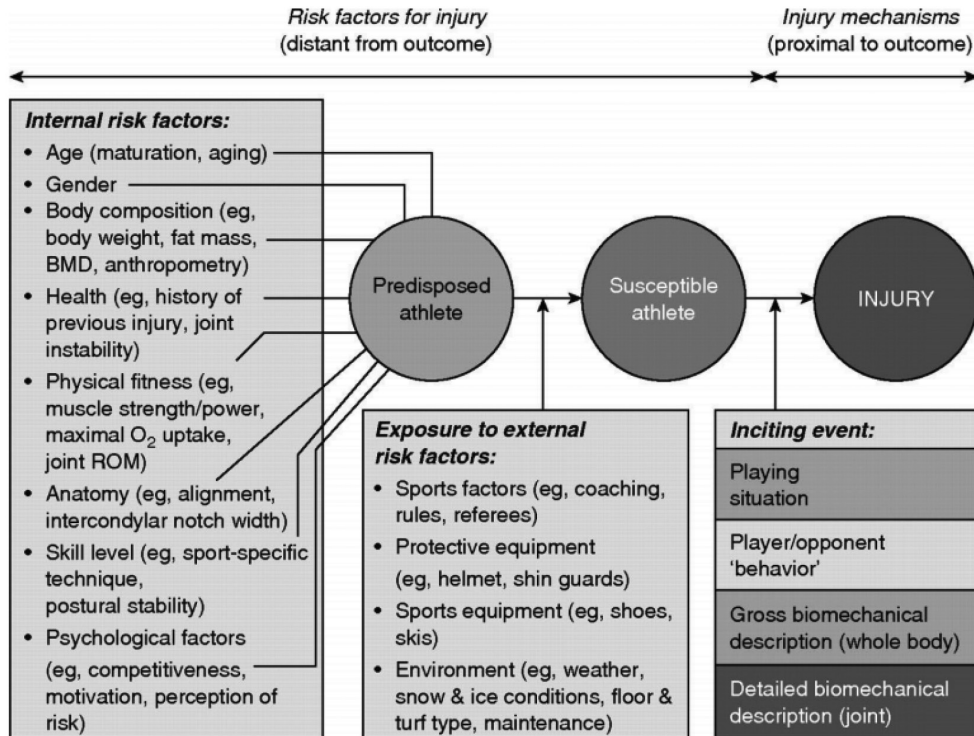 Risk factors for injury
(distant from outcome)
Injury mechanisms
(proximal to outcome)
Internal risk factors:
• Age (maturation, aging)
• Gender
• Body composition (eg,
body weight, fat mass,
BMD, anthropometry)
• Health (eg, history of
previous injury, joint
instability)
• Physical fitness (eg,
muscle strength/power,
maximal O₂ uptake,
joint ROM)
• Anatomy (eg, alignment,
intercondylar notch width)
• Skill level (eg, sport-specific
technique,
postural stability)
• Psychological factors
(eg, competitiveness,
motivation, perception of
risk)
Predisposed
athlete
Susceptible
athlete
INJURY
Exposure to external
risk factors:
• Sports factors (eg, coaching,
rules, referees)
• Protective equipment
(eg, helmet, shin guards)
• Sports equipment (eg, shoes,
skis)
• Environment (eg, weather,
snow & ice conditions, floor &
turf type, maintenance)
Inciting event:
Playing
situation
Player/opponent
‘behavior’
Gross biomechanical
description (whole body)
Detailed biomechanical
description (joint)